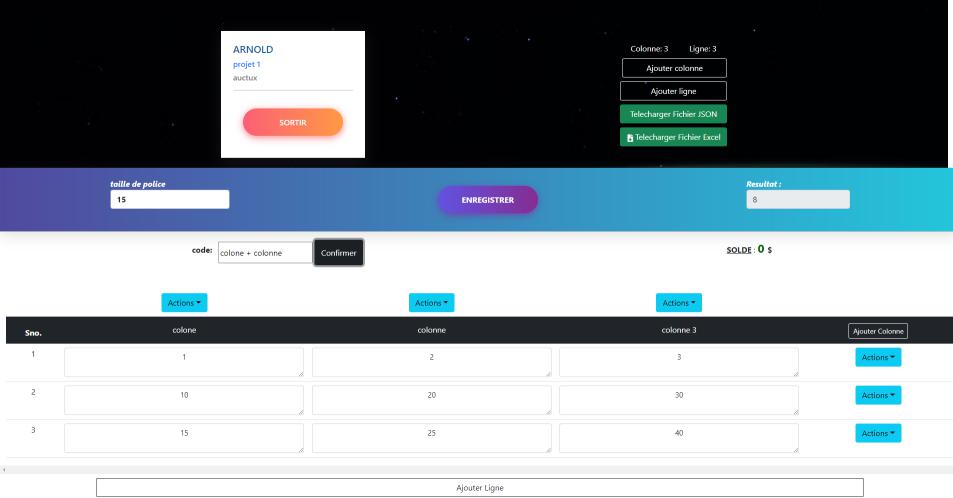 ARNOLD
projet 1
auctux
SORTIR
Colonne: 3 Ligne: 3
Ajouter colonne
Ajouter ligne
Telecharger Fichier JSON
Telecharger Fichier Excel
taille de police
15
ENREGISTRER
Resultat :
8
code: colone + colonne Confirmer
SOLDE : 0 $
Actions Actions Actions
Sno. colone colonne colonne 3 Ajouter Colonne
1 1 2 3 Actions
2 10 20 30 Actions
3 15 25 40 Actions
Ajouter Ligne